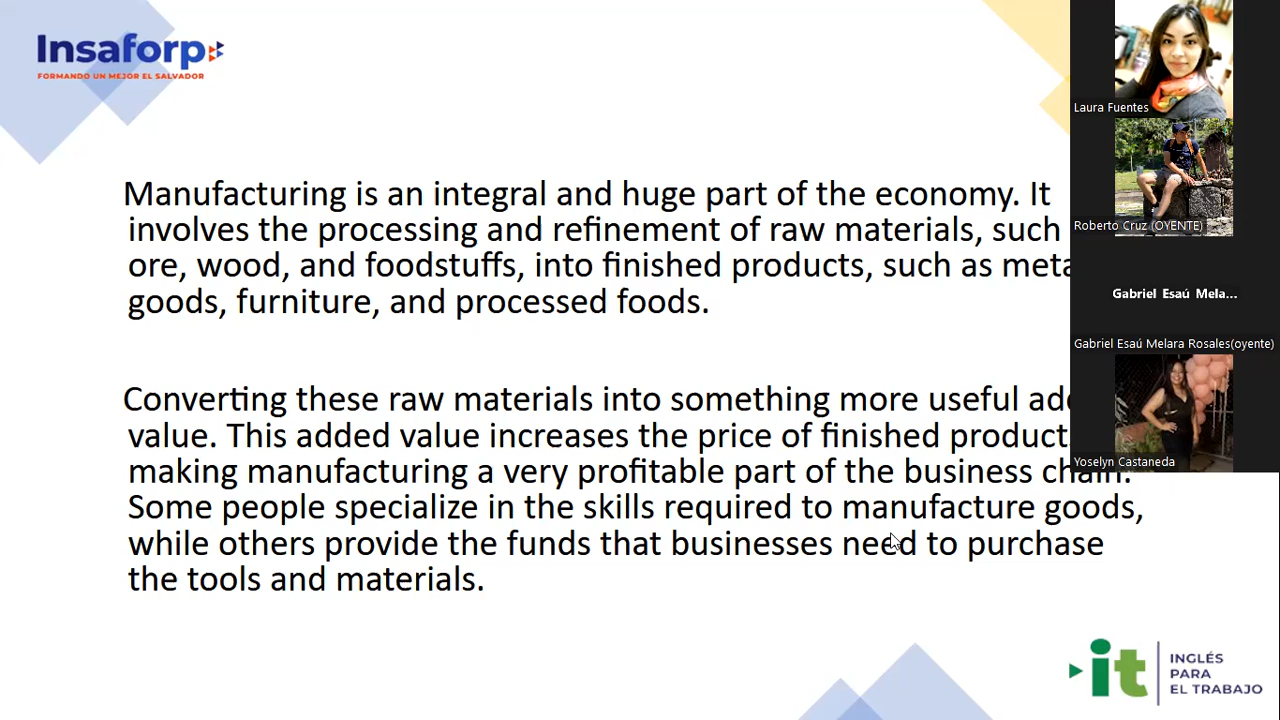 Insaforp
FORMANDO UN MEJOR EL SALVADOR
Manufacturing is an integral and huge part of the economy. It
involves the processing and refinement of raw materials, such
ore, wood, and foodstuffs, into finished products, such as
goods, furniture, and processed foods.
Converting these raw materials into something more useful
value. This added value increases the price of finished
making manufacturing a very profitable part of the business chain.
Some people specialize in the skills required to manufacture goods,
while others provide the funds that businesses need to purchase
the tools and materials.
Laura Fuentes
Roberto Cruz (OYENTE)
Gabriel Esaú Mela...
Gabriel Esaú Melara Rosales(oyente)
Yoselyn Castaneda
it
INGLÉS
PARA
EL TRABAJO